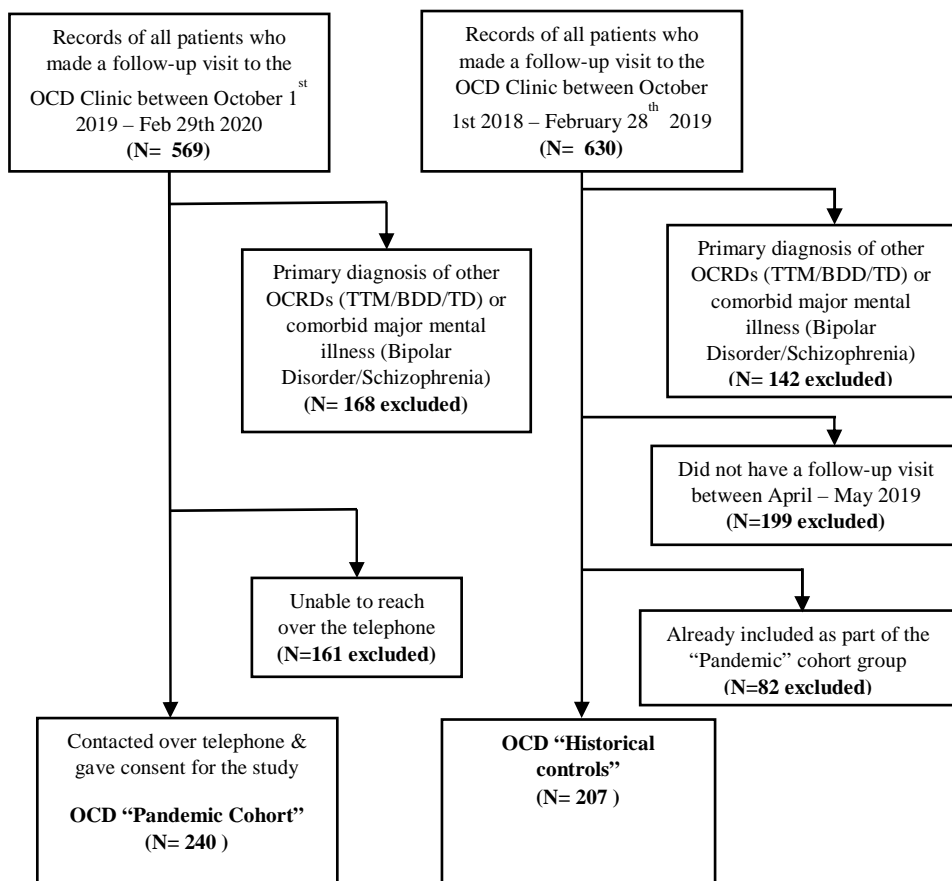 Records of all patients who
made a follow-up visit to the
OCD Clinic between October 1st
2019 – Feb 29th 2020
(N= 569)
Records of all patients who
made a follow-up visit to the
OCD Clinic between October
1st 2018 – February 28th 2019
(N= 630)
Primary diagnosis of other
OCRDs (TTM/BDD/TD) or
comorbid major mental
illness (Bipolar
Disorder/Schizophrenia)
(N= 168 excluded)
Primary diagnosis of other
OCRDs (TTM/BDD/TD) or
comorbid major mental
illness (Bipolar
Disorder/Schizophrenia)
(N= 142 excluded)
Did not have a follow-up visit
between April – May 2019
(N=199 excluded)
Unable to reach
over the telephone
(N=161 excluded)
Already included as part of the
“Pandemic” cohort group
(N=82 excluded)
Contacted over telephone &
gave consent for the study
OCD “Pandemic Cohort”
(N= 240 )
OCD “Historical
controls”
(N= 207 )